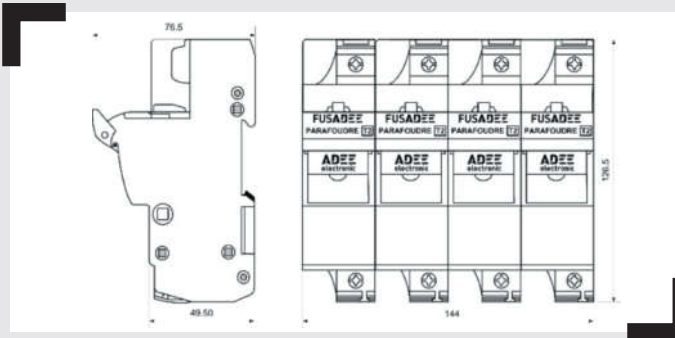 76.5
FUSADEE FUSADEE FUSADEE FUSADEE
PARAFOUDRE T2 PARAFOUDRE T2 PARAFOUDRE T2 PARAFOUDRE T2
ADEE ADEE ADEE ADEE
electronic electronic electronic electronic
126.5
49.50
144